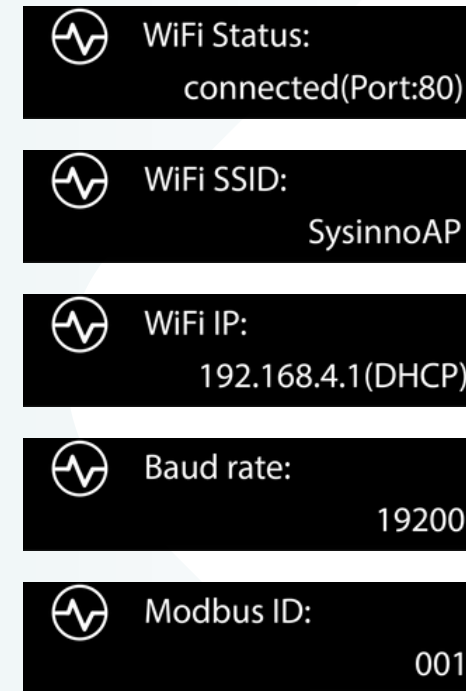 WiFi Status:
connected(Port:80)
WiFi SSID:
SysinnoAP
WiFi IP:
192.168.4.1(DHCP)
Baud rate:
19200
Modbus ID:
001